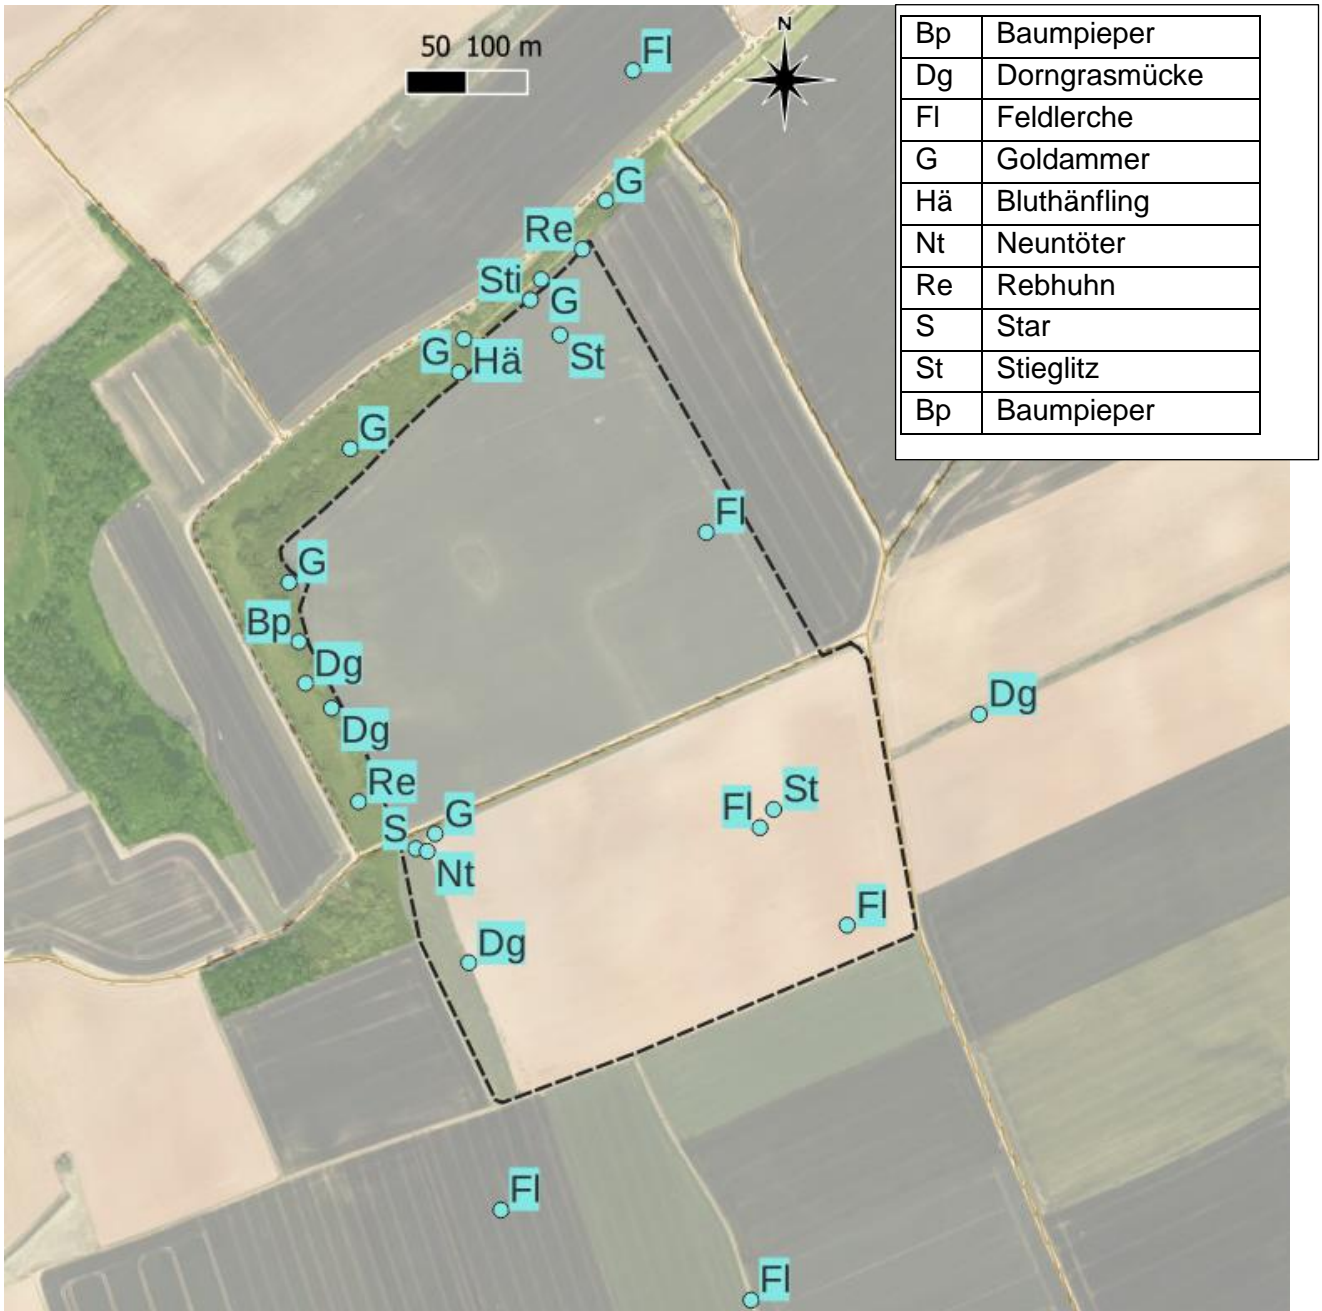 50 100 m
N
Bp Baumpieper
Dg Dorngrasmücke
Fl Feldlerche
G Goldammer
Hä Bluthänfling
Nt Neuntöter
Re Rebhuhn
S Star
St Stieglitz
Bp Baumpieper
Fl
G
Re
Sti
G
St
G
Hä
G
Fl
G
Bp
Dg
Dg
Dg
Re
St
Fl
G
S
Nt
Fl
Dg
Fl
Fl